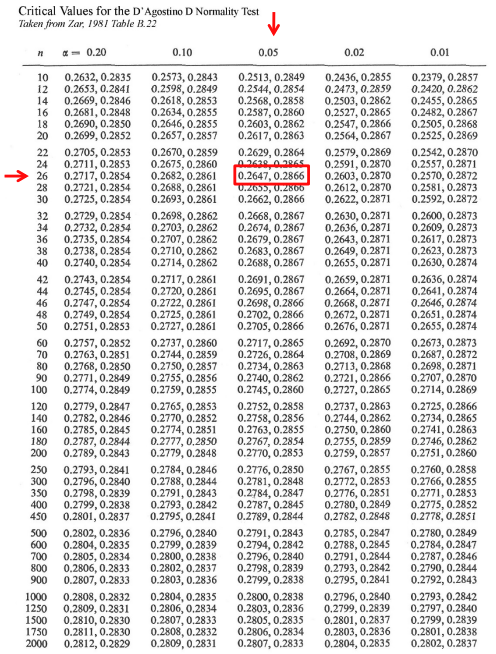 Critical Values for the D'Agostino D Normality Test
Taken from Zar, 1981 Table B.22
n α = 0.20 0.10 0.05 0.02 0.01
10 0.2632, 0.2835 0.2573, 0.2843 0.2513, 0.2849 0.2436, 0.2855 0.2379, 0.2857
12 0.2653, 0.2841 0.2598, 0.2849 0.2544, 0.2854 0.2473, 0.2859 0.2420, 0.2862
14 0.2669, 0.2846 0.2618, 0.2853 0.2568, 0.2858 0.2503, 0.2862 0.2455, 0.2865
16 0.2681, 0.2848 0.2634, 0.2855 0.2587, 0.2860 0.2527, 0.2865 0.2482, 0.2867
18 0.2690, 0.2850 0.2646, 0.2855 0.2603, 0.2862 0.2547, 0.2866 0.2505, 0.2868
20 0.2699, 0.2852 0.2657, 0.2857 0.2617, 0.2863 0.2564, 0.2867 0.2525, 0.2869
22 0.2705, 0.2853 0.2670, 0.2859 0.2629, 0.2864 0.2579, 0.2869 0.2542, 0.2870
24 0.2711, 0.2853 0.2675, 0.2860 0.2638, 0.2865 0.2591, 0.2870 0.2557, 0.2871
26 0.2717, 0.2854 0.2682, 0.2861 0.2647, 0.2866 0.2603, 0.2870 0.2570, 0.2872
28 0.2721, 0.2854 0.2688, 0.2861 0.2655, 0.2866 0.2612, 0.2870 0.2581, 0.2873
30 0.2725, 0.2854 0.2693, 0.2861 0.2662, 0.2866 0.2622, 0.2871 0.2592, 0.2872
32 0.2729, 0.2854 0.2698, 0.2862 0.2668, 0.2867 0.2630, 0.2871 0.2600, 0.2873
34 0.2732, 0.2854 0.2703, 0.2862 0.2674, 0.2867 0.2636, 0.2871 0.2609, 0.2873
36 0.2735, 0.2854 0.2707, 0.2862 0.2679, 0.2867 0.2643, 0.2871 0.2617, 0.2873
38 0.2738, 0.2854 0.2710, 0.2862 0.2683, 0.2867 0.2649, 0.2871 0.2623, 0.2873
40 0.2740, 0.2854 0.2714, 0.2862 0.2688, 0.2867 0.2655, 0.2871 0.2630, 0.2874
42 0.2743, 0.2854 0.2717, 0.2861 0.2691, 0.2867 0.2659, 0.2871 0.2636, 0.2874
44 0.2745, 0.2854 0.2720, 0.2861 0.2695, 0.2867 0.2664, 0.2871 0.2641, 0.2874
46 0.2747, 0.2854 0.2722, 0.2861 0.2698, 0.2866 0.2668, 0.2871 0.2646, 0.2874
48 0.2749, 0.2854 0.2725, 0.2861 0.2702, 0.2866 0.2672, 0.2871 0.2651, 0.2874
50 0.2751, 0.2853 0.2727, 0.2861 0.2705, 0.2866 0.2676, 0.2871 0.2655, 0.2874
60 0.2757, 0.2852 0.2737, 0.2860 0.2717, 0.2865 0.2692, 0.2870 0.2673, 0.2873
70 0.2763, 0.2851 0.2744, 0.2859 0.2726, 0.2864 0.2708, 0.2869 0.2687, 0.2872
80 0.2768, 0.2850 0.2750, 0.2857 0.2734, 0.2863 0.2713, 0.2868 0.2698, 0.2871
90 0.2771, 0.2849 0.2755, 0.2856 0.2740, 0.2862 0.2721, 0.2866 0.2707, 0.2870
100 0.2774, 0.2849 0.2759, 0.2855 0.2745, 0.2860 0.2727, 0.2865 0.2714, 0.2869
120 0.2779, 0.2847 0.2765, 0.2853 0.2752, 0.2858 0.2737, 0.2863 0.2725, 0.2866
140 0.2782, 0.2846 0.2770, 0.2852 0.2758, 0.2856 0.2744, 0.2862 0.2734, 0.2865
160 0.2785, 0.2845 0.2774, 0.2851 0.2763, 0.2855 0.2750, 0.2860 0.2741, 0.2863
180 0.2787, 0.2844 0.2777, 0.2850 0.2767, 0.2854 0.2755, 0.2859 0.2746, 0.2862
200 0.2789, 0.2843 0.2779, 0.2848 0.2770, 0.2853 0.2759, 0.2857 0.2751, 0.2860
250 0.2793, 0.2841 0.2784, 0.2846 0.2776, 0.2850 0.2767, 0.2855 0.2760, 0.2858
300 0.2796, 0.2840 0.2788, 0.2844 0.2781, 0.2848 0.2772, 0.2853 0.2766, 0.2855
350 0.2798, 0.2839 0.2791, 0.2843 0.2784, 0.2847 0.2776, 0.2851 0.2771, 0.2853
400 0.2799, 0.2838 0.2793, 0.2842 0.2787, 0.2845 0.2780, 0.2849 0.2775, 0.2852
450 0.2801, 0.2837 0.2795, 0.2841 0.2789, 0.2844 0.2782, 0.2848 0.2778, 0.2851
500 0.2802, 0.2836 0.2796, 0.2840 0.2791, 0.2843 0.2785, 0.2847 0.2780, 0.2849
600 0.2804, 0.2835 0.2799, 0.2839 0.2794, 0.2842 0.2788, 0.2845 0.2784, 0.2847
700 0.2805, 0.2834 0.2800, 0.2838 0.2796, 0.2840 0.2791, 0.2844 0.2787, 0.2846
800 0.2806, 0.2833 0.2802, 0.2837 0.2798, 0.2839 0.2793, 0.2842 0.2790, 0.2844
900 0.2807, 0.2833 0.2803, 0.2836 0.2799, 0.2838 0.2795, 0.2841 0.2792, 0.2843
1000 0.2808, 0.2832 0.2804, 0.2835 0.2800, 0.2838 0.2796, 0.2840 0.2793, 0.2842
1250 0.2809, 0.2831 0.2806, 0.2834 0.2803, 0.2836 0.2799, 0.2839 0.2797, 0.2840
1500 0.2810, 0.2830 0.2807, 0.2833 0.2805, 0.2835 0.2801, 0.2837 0.2799, 0.2839
1750 0.2811, 0.2830 0.2808, 0.2832 0.2806, 0.2834 0.2803, 0.2836 0.2801, 0.2838
2000 0.2812, 0.2829 0.2809, 0.2831 0.2807, 0.2833 0.2804, 0.2835 0.2802, 0.2837